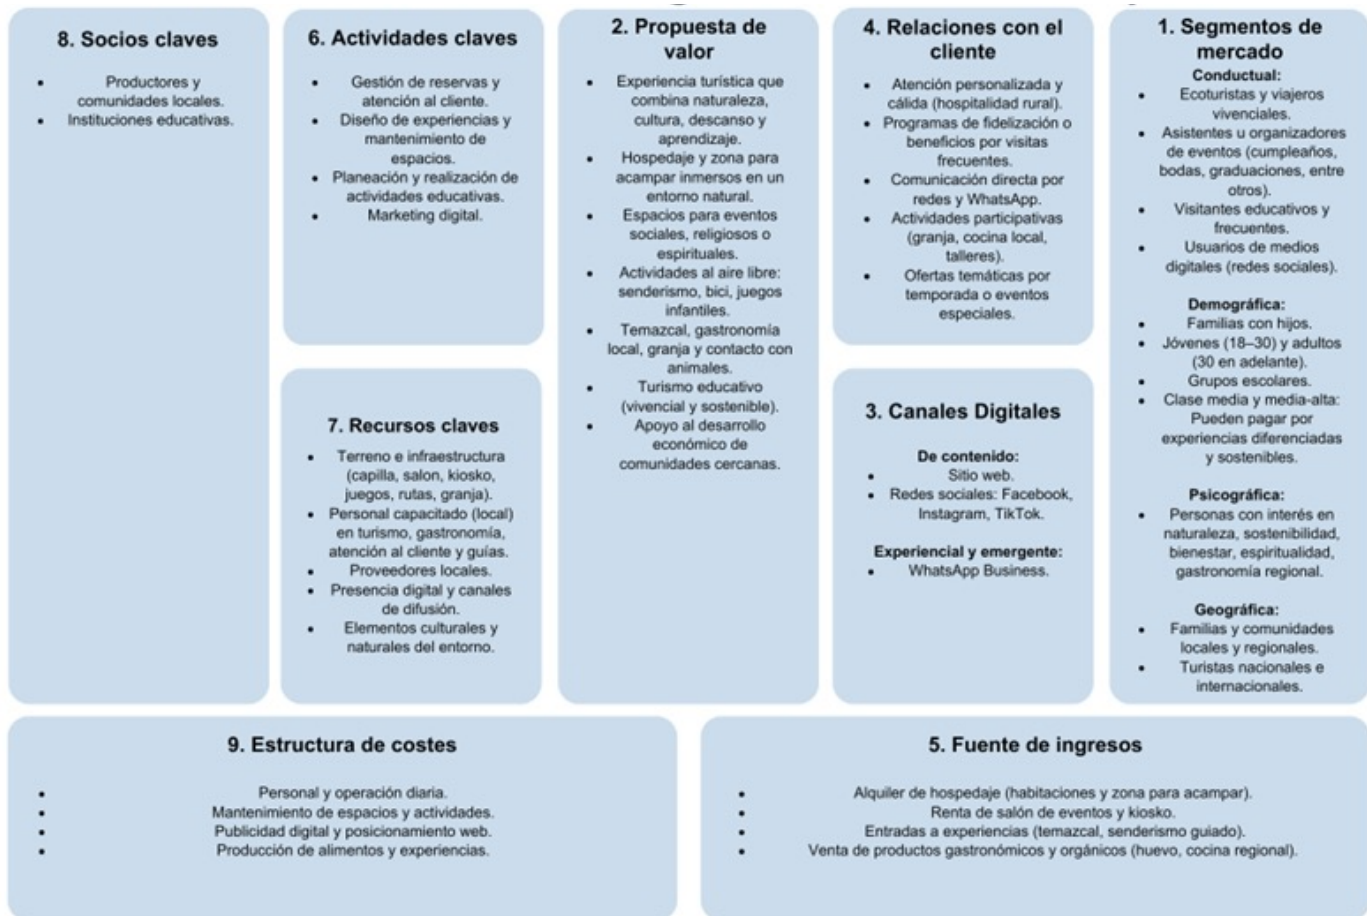 8. Socios claves
• Productores y
comunidades locales.
• Instituciones educativas.
6. Actividades claves
• Gestión de reservas y
atención al cliente.
• Diseño de experiencias y
mantenimiento de
espacios.
• Planeación y realización de
actividades educativas.
• Marketing digital.
7. Recursos claves
• Terreno e infraestructura
(capilla, salon, kiosko,
juegos, rutas, granja).
• Personal capacitado (local)
en turismo, gastronomía,
atención al cliente y guías.
• Proveedores locales.
• Presencia digital y canales
de difusión.
• Elementos culturales y
naturales del entorno.
2. Propuesta de
valor
• Experiencia turística que
combina naturaleza,
cultura, descanso y
aprendizaje.
• Hospedaje y zona para
acampar inmersos en un
entorno natural.
• Espacios para eventos
sociales, religiosos o
espirituales.
• Actividades al aire libre:
senderismo, bici, juegos
infantiles.
• Temazcal, gastronomía
local, granja y contacto con
animales.
• Turismo educativo
(vivencial y sostenible).
• Apoyo al desarrollo
económico de
comunidades cercanas.
4. Relaciones con el
cliente
• Atención personalizada y
cálida (hospitalidad rural).
• Programas de fidelización o
beneficios por visitas
frecuentes.
• Comunicación directa por
redes y WhatsApp.
• Actividades participativas
(granja, cocina local,
talleres).
• Ofertas temáticas por
temporada o eventos
especiales.
3. Canales Digitales
De contenido:
• Sitio web.
• Redes sociales: Facebook,
Instagram, TikTok.
Experiencial y emergente:
• WhatsApp Business.
1. Segmentos de
mercado
Conductual:
• Ecoturistas y viajeros
vivenciales.
• Asistentes u organizadores
de eventos (cumpleaños,
bodas, graduaciones, entre
otros).
• Visitantes educativos y
frecuentes.
• Usuarios de medios
digitales (redes sociales).
Demográfica:
• Familias con hijos.
• Jóvenes (18–30) y adultos
(30 en adelante).
• Grupos escolares.
• Clase media y media-alta:
Pueden pagar por
experiencias diferenciadas
y sostenibles.
Psicográfica:
• Personas con interés en
naturaleza, sostenibilidad,
bienestar, espiritualidad,
gastronomía regional.
Geográfica:
• Familias y comunidades
locales y regionales.
• Turistas nacionales e
internacionales.
9. Estructura de costes
• Personal y operación diaria.
• Mantenimiento de espacios y actividades.
• Publicidad digital y posicionamiento web.
• Producción de alimentos y experiencias.
5. Fuente de ingresos
• Alquiler de hospedaje (habitaciones y zona para acampar).
• Renta de salón de eventos y kiosko.
• Entradas a experiencias (temazcal, senderismo guiado).
• Venta de productos gastronómicos y orgánicos (huevo, cocina regional).